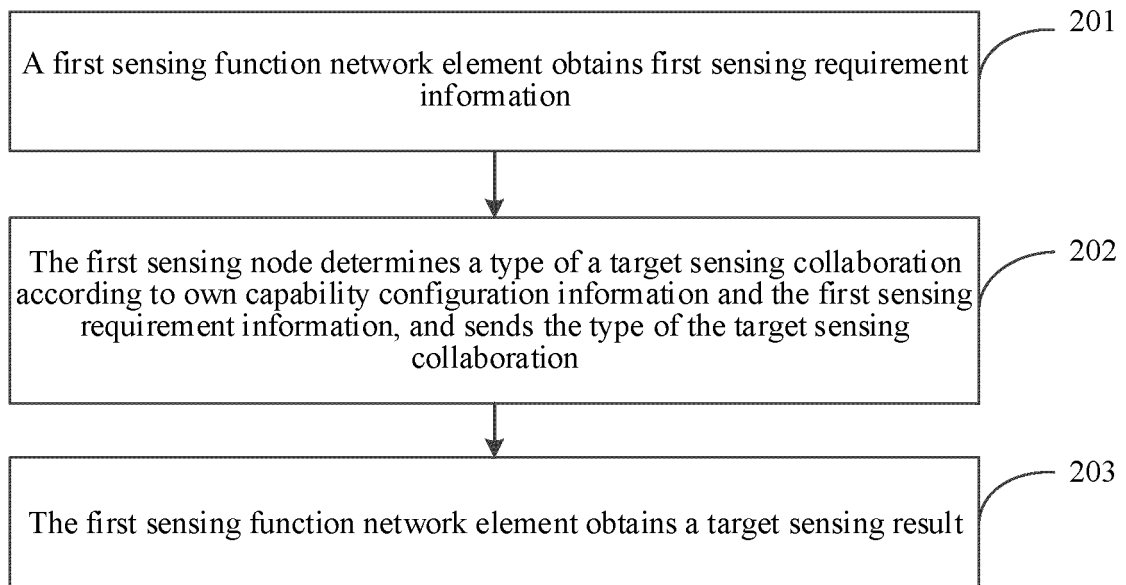 201
A first sensing function network element obtains first sensing requirement
information
202
The first sensing node determines a type of a target sensing collaboration
according to own capability configuration information and the first sensing
requirement information, and sends the type of the target sensing
collaboration
203
The first sensing function network element obtains a target sensing result